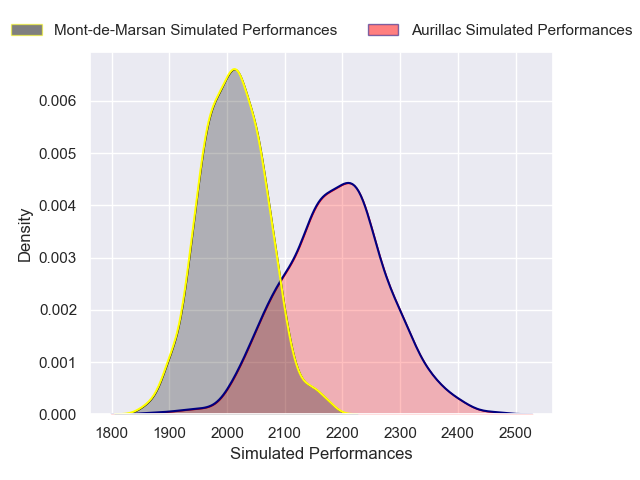 Mont-de-Marsan Simulated Performances
Aurillac Simulated Performances
0.006
0.005
0.004
0.003
0.002
0.001
0.000
Density
1800 1900 2000 2100 2200 2300 2400 2500
Simulated Performances